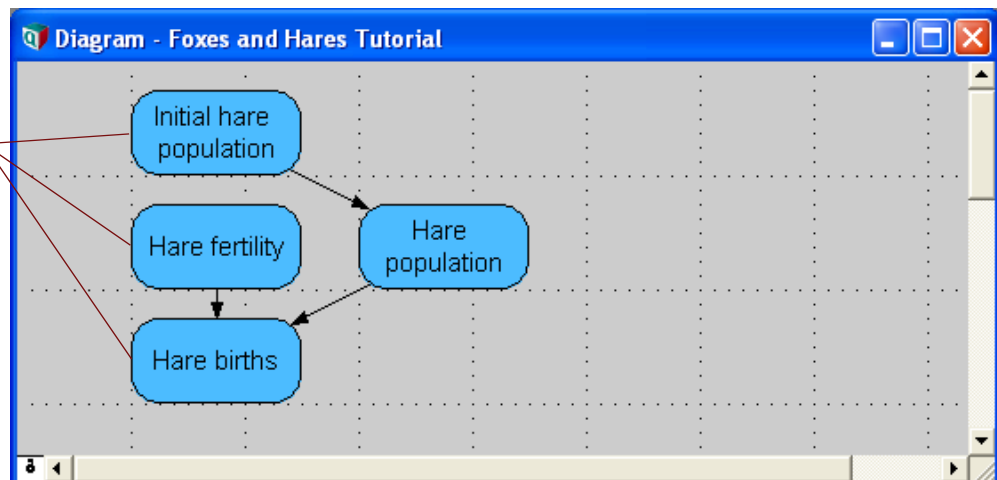 Diagram - Foxes and Hares Tutorial
Initial hare
population
Hare fertility
Hare
population
Hare births